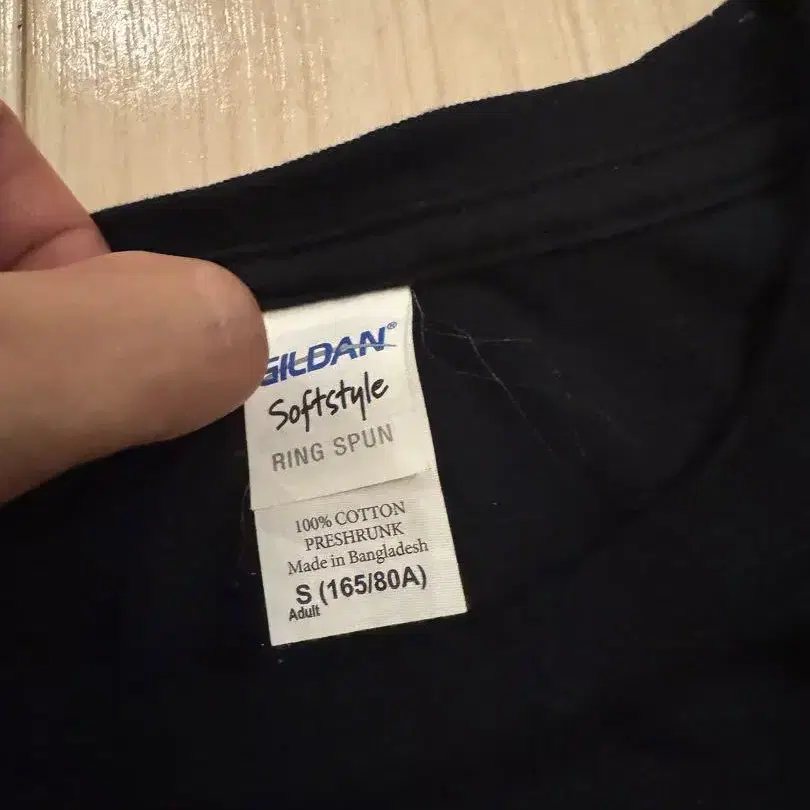 GILDAN®
Softstyle
RING SPUN
100% COTTON
PRESHRUNK
Made in Bangladesh
S (165/80A)
Adult